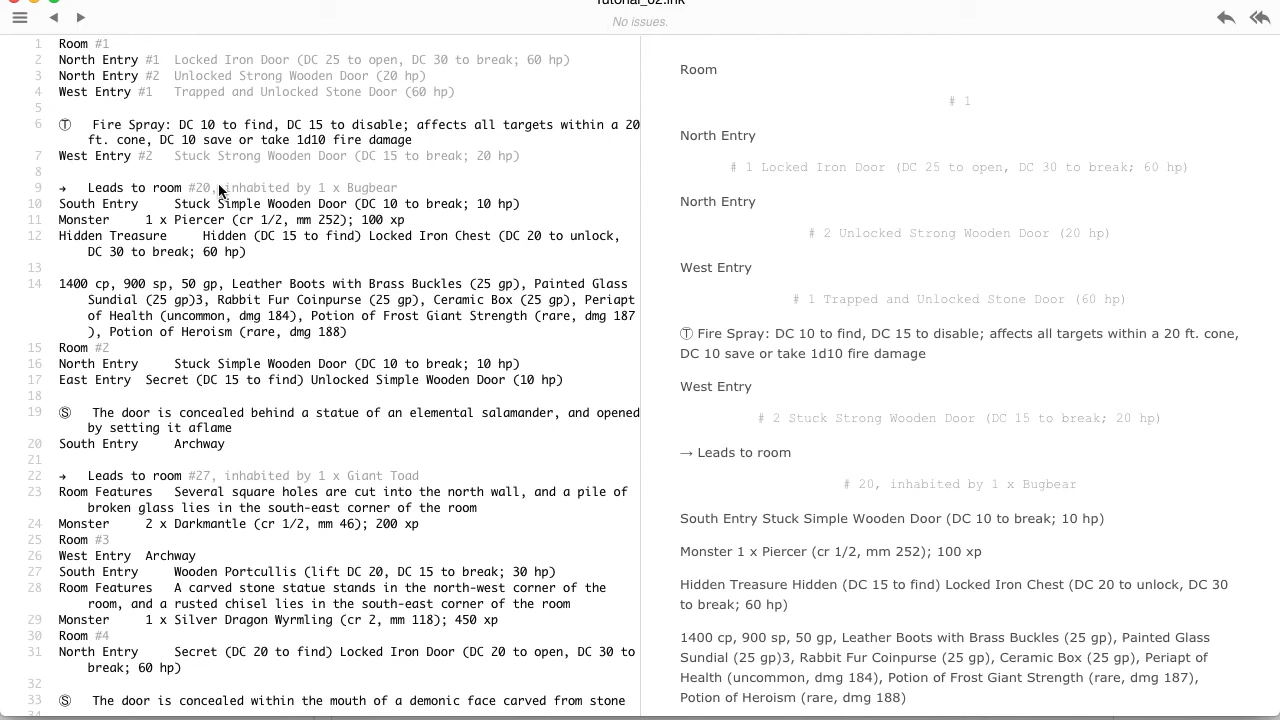 No issues.
1 Room #1
2 North Entry #1 Locked Iron Door (DC 25 to open, DC 30 to break; 60 hp)
3 North Entry #2 Unlocked Strong Wooden Door (20 hp)
4 West Entry #1 Trapped and Unlocked Stone Door (60 hp)
5
6 Ⓣ Fire Spray: DC 10 to find, DC 15 to disable; affects all targets within a 20
ft. cone, DC 10 save or take 1d10 fire damage
7 West Entry #2 Stuck Strong Wooden Door (DC 15 to break; 20 hp)
8
9 → Leads to room #20, inhabited by 1 x Bugbear
10 South Entry Stuck Simple Wooden Door (DC 10 to break; 10 hp)
11 Monster 1 x Piercer (cr 1/2, mm 252); 100 xp
12 Hidden Treasure Hidden (DC 15 to find) Locked Iron Chest (DC 20 to unlock,
DC 30 to break; 60 hp)
13
14 1400 cp, 900 sp, 50 gp, Leather Boots with Brass Buckles (25 gp), Painted Glass
Sundial (25 gp)3, Rabbit Fur Coinpurse (25 gp), Ceramic Box (25 gp), Periapt
of Health (uncommon, dmg 184), Potion of Frost Giant Strength (rare, dmg 187
), Potion of Heroism (rare, dmg 188)
15 Room #2
16 North Entry Stuck Simple Wooden Door (DC 10 to break; 10 hp)
17 East Entry Secret (DC 15 to find) Unlocked Simple Wooden Door (10 hp)
18
19 Ⓢ The door is concealed behind a statue of an elemental salamander, and opened
by setting it aflame
20 South Entry Archway
21
22 → Leads to room #27, inhabited by 1 x Giant Toad
23 Room Features Several square holes are cut into the north wall, and a pile of
broken glass lies in the south-east corner of the room
24 Monster 2 x Darkmantle (cr 1/2, mm 46); 200 xp
25 Room #3
26 West Entry Archway
27 South Entry Wooden Portcullis (lift DC 20, DC 15 to break; 30 hp)
28 Room Features A carved stone statue stands in the north-west corner of the
room, and a rusted chisel lies in the south-east corner of the room
29 Monster 1 x Silver Dragon Wyrmling (cr 2, mm 118); 450 xp
30 Room #4
31 North Entry Secret (DC 20 to find) Locked Iron Door (DC 20 to open, DC 30 to
break; 60 hp)
32
33 Ⓢ The door is concealed within the mouth of a demonic face carved from stone
Room
# 1
North Entry
# 1 Locked Iron Door (DC 25 to open, DC 30 to break; 60 hp)
North Entry
# 2 Unlocked Strong Wooden Door (20 hp)
West Entry
# 1 Trapped and Unlocked Stone Door (60 hp)
Ⓣ Fire Spray: DC 10 to find, DC 15 to disable; affects all targets within a 20 ft. cone,
DC 10 save or take 1d10 fire damage
West Entry
# 2 Stuck Strong Wooden Door (DC 15 to break; 20 hp)
→ Leads to room
# 20, inhabited by 1 x Bugbear
South Entry Stuck Simple Wooden Door (DC 10 to break; 10 hp)
Monster 1 x Piercer (cr 1/2, mm 252); 100 xp
Hidden Treasure Hidden (DC 15 to find) Locked Iron Chest (DC 20 to unlock, DC 30
to break; 60 hp)
1400 cp, 900 sp, 50 gp, Leather Boots with Brass Buckles (25 gp), Painted Glass
Sundial (25 gp)3, Rabbit Fur Coinpurse (25 gp), Ceramic Box (25 gp), Periapt of
Health (uncommon, dmg 184), Potion of Frost Giant Strength (rare, dmg 187),
Potion of Heroism (rare, dmg 188)